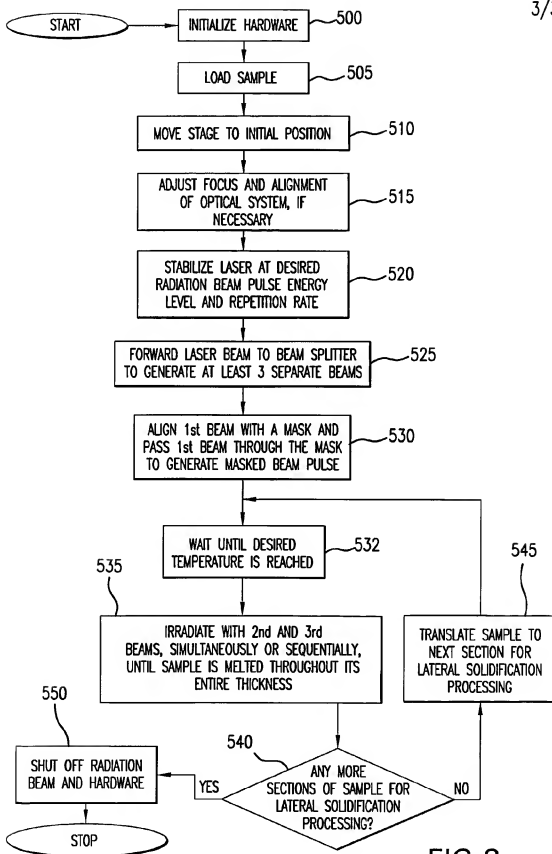 3/3
START
INITIALIZE HARDWARE
500
LOAD SAMPLE
505
MOVE STAGE TO INITIAL POSITION
510
ADJUST FOCUS AND ALIGNMENT
OF OPTICAL SYSTEM, IF
NECESSARY
515
STABILIZE LASER AT DESIRED
RADIATION BEAM PULSE ENERGY
LEVEL AND REPETITION RATE
520
FORWARD LASER BEAM TO BEAM SPLITTER
TO GENERATE AT LEAST 3 SEPARATE BEAMS
525
ALIGN 1st BEAM WITH A MASK AND
PASS 1st BEAM THROUGH THE MASK
TO GENERATE MASKED BEAM PULSE
530
WAIT UNTIL DESIRED
TEMPERATURE IS REACHED
532
535
IRRADIATE WITH 2nd AND 3rd
BEAMS, SIMULTANEOUSLY OR SEQUENTIALLY,
UNTIL SAMPLE IS MELTED THROUGHOUT ITS
ENTIRE THICKNESS
545
TRANSLATE SAMPLE TO
NEXT SECTION FOR
LATERAL SOLIDIFICATION
PROCESSING
540
ANY MORE
SECTIONS OF SAMPLE FOR
LATERAL SOLIDIFICATION
PROCESSING?
YES
NO
550
SHUT OFF RADIATION
BEAM AND HARDWARE
STOP